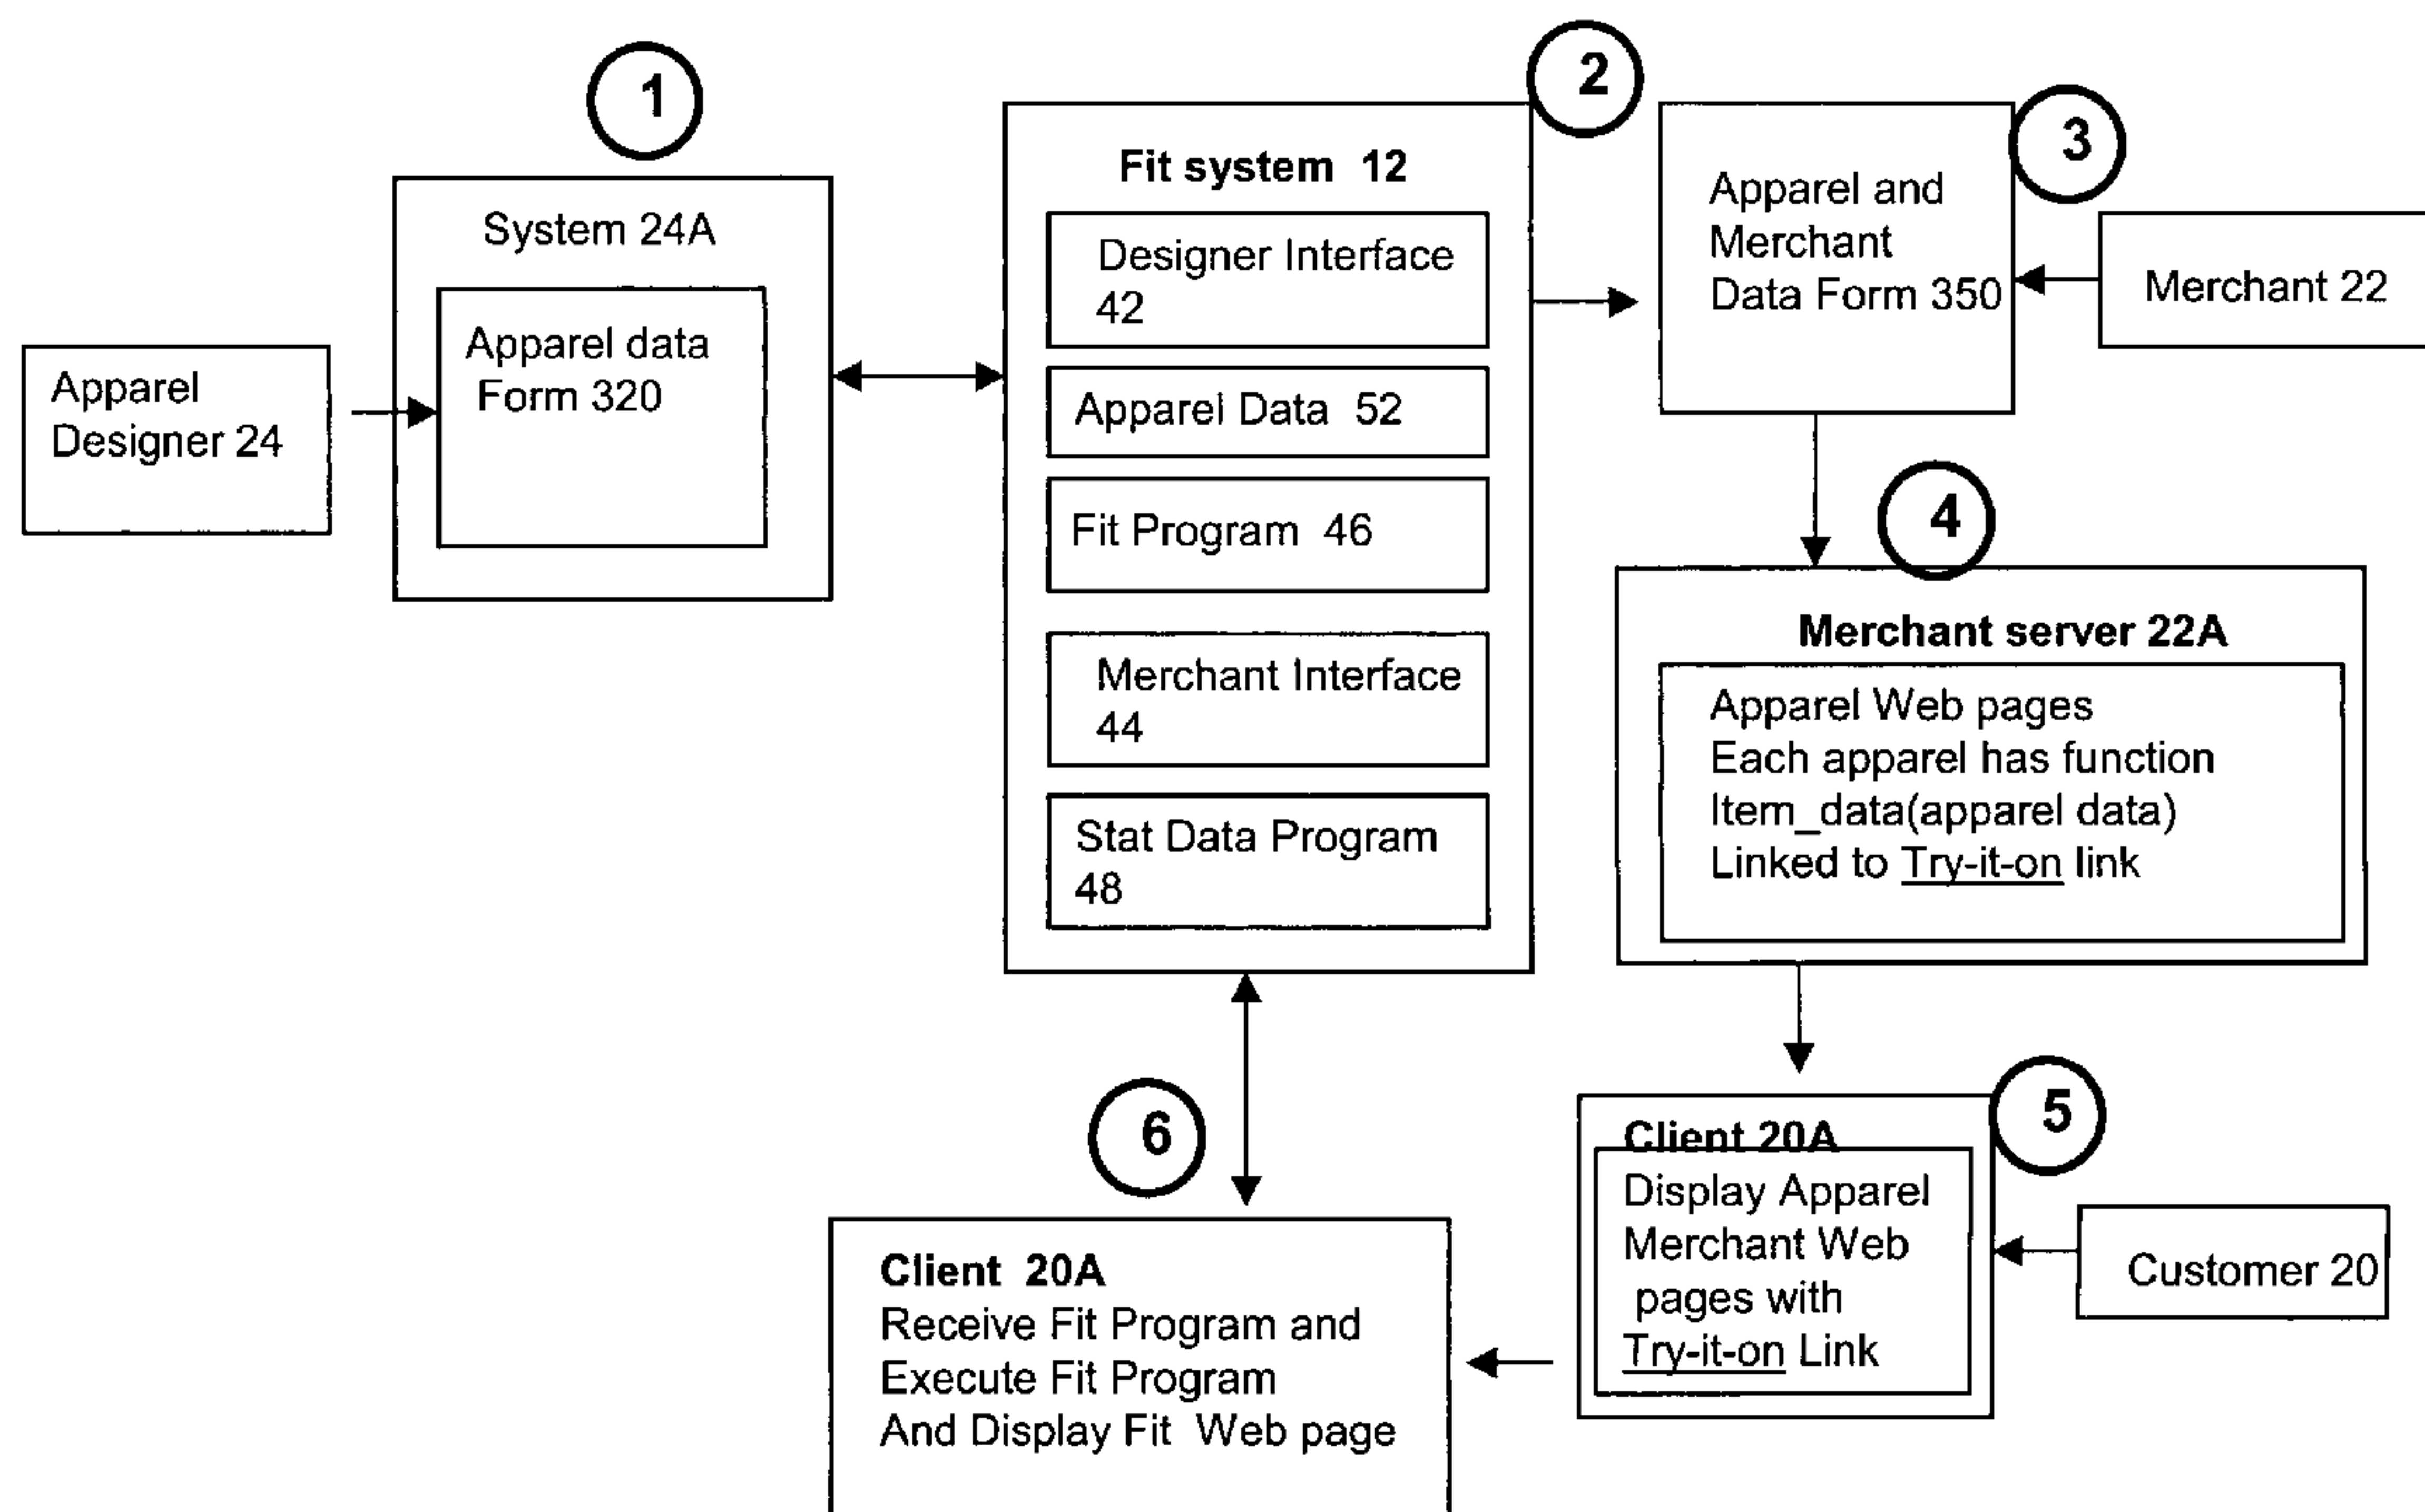 1
System 24A
Apparel data
Form 320
Apparel
Designer 24
2
Fit system 12
Designer Interface
42
Apparel Data 52
Fit Program 46
Merchant Interface
44
Stat Data Program
48
3
Apparel and
Merchant
Data Form 350
Merchant 22
4
Merchant server 22A
Apparel Web pages
Each apparel has function
Item_data(apparel data)
Linked to Try-it-on link
5
Client 20A
Display Apparel
Merchant Web
pages with
Try-it-on Link
Customer 20
6
Client 20A
Receive Fit Program and
Execute Fit Program
And Display Fit Web page